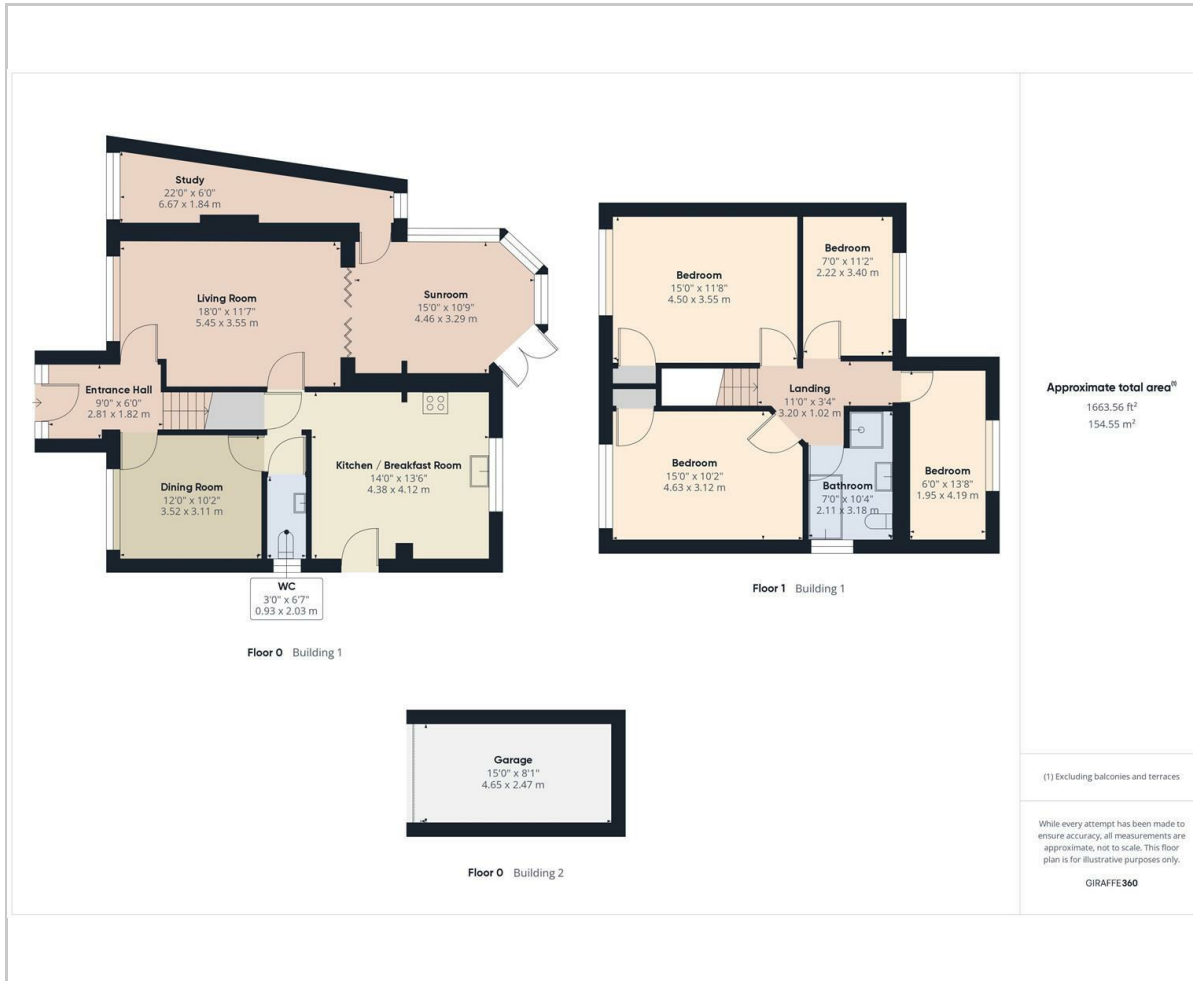 Study
22'0" x 6'0"
6.67 x 1.84 m
Living Room
18'0" x 11'7"
5.45 x 3.55 m
Sunroom
15'0" x 10'9"
4.46 x 3.29 m
Entrance Hall
9'0" x 6'0"
2.81 x 1.82 m
Dining Room
12'0" x 10'2"
3.52 x 3.11 m
Kitchen / Breakfast Room
14'0" x 13'6"
4.38 x 4.12 m
WC
3'0" x 6'7"
0.93 x 2.03 m
Floor 0 Building 1
Bedroom
15'0" x 11'8"
4.50 x 3.55 m
Bedroom
7'0" x 11'2"
2.22 x 3.40 m
Landing
11'0" x 3'4"
3.20 x 1.02 m
Bedroom
15'0" x 10'2"
4.63 x 3.12 m
Bathroom
7'0" x 10'4"
2.11 x 3.18 m
Bedroom
6'0" x 13'8"
1.95 x 4.19 m
Floor 1 Building 1
Garage
15'0" x 8'1"
4.65 x 2.47 m
Floor 0 Building 2
Approximate total area⁽¹⁾
1663.56 ft²
154.55 m²
(1) Excluding balconies and terraces
While every attempt has been made to
ensure accuracy, all measurements are
approximate, not to scale. This floor
plan is for illustrative purposes only.
GIRAFFE360